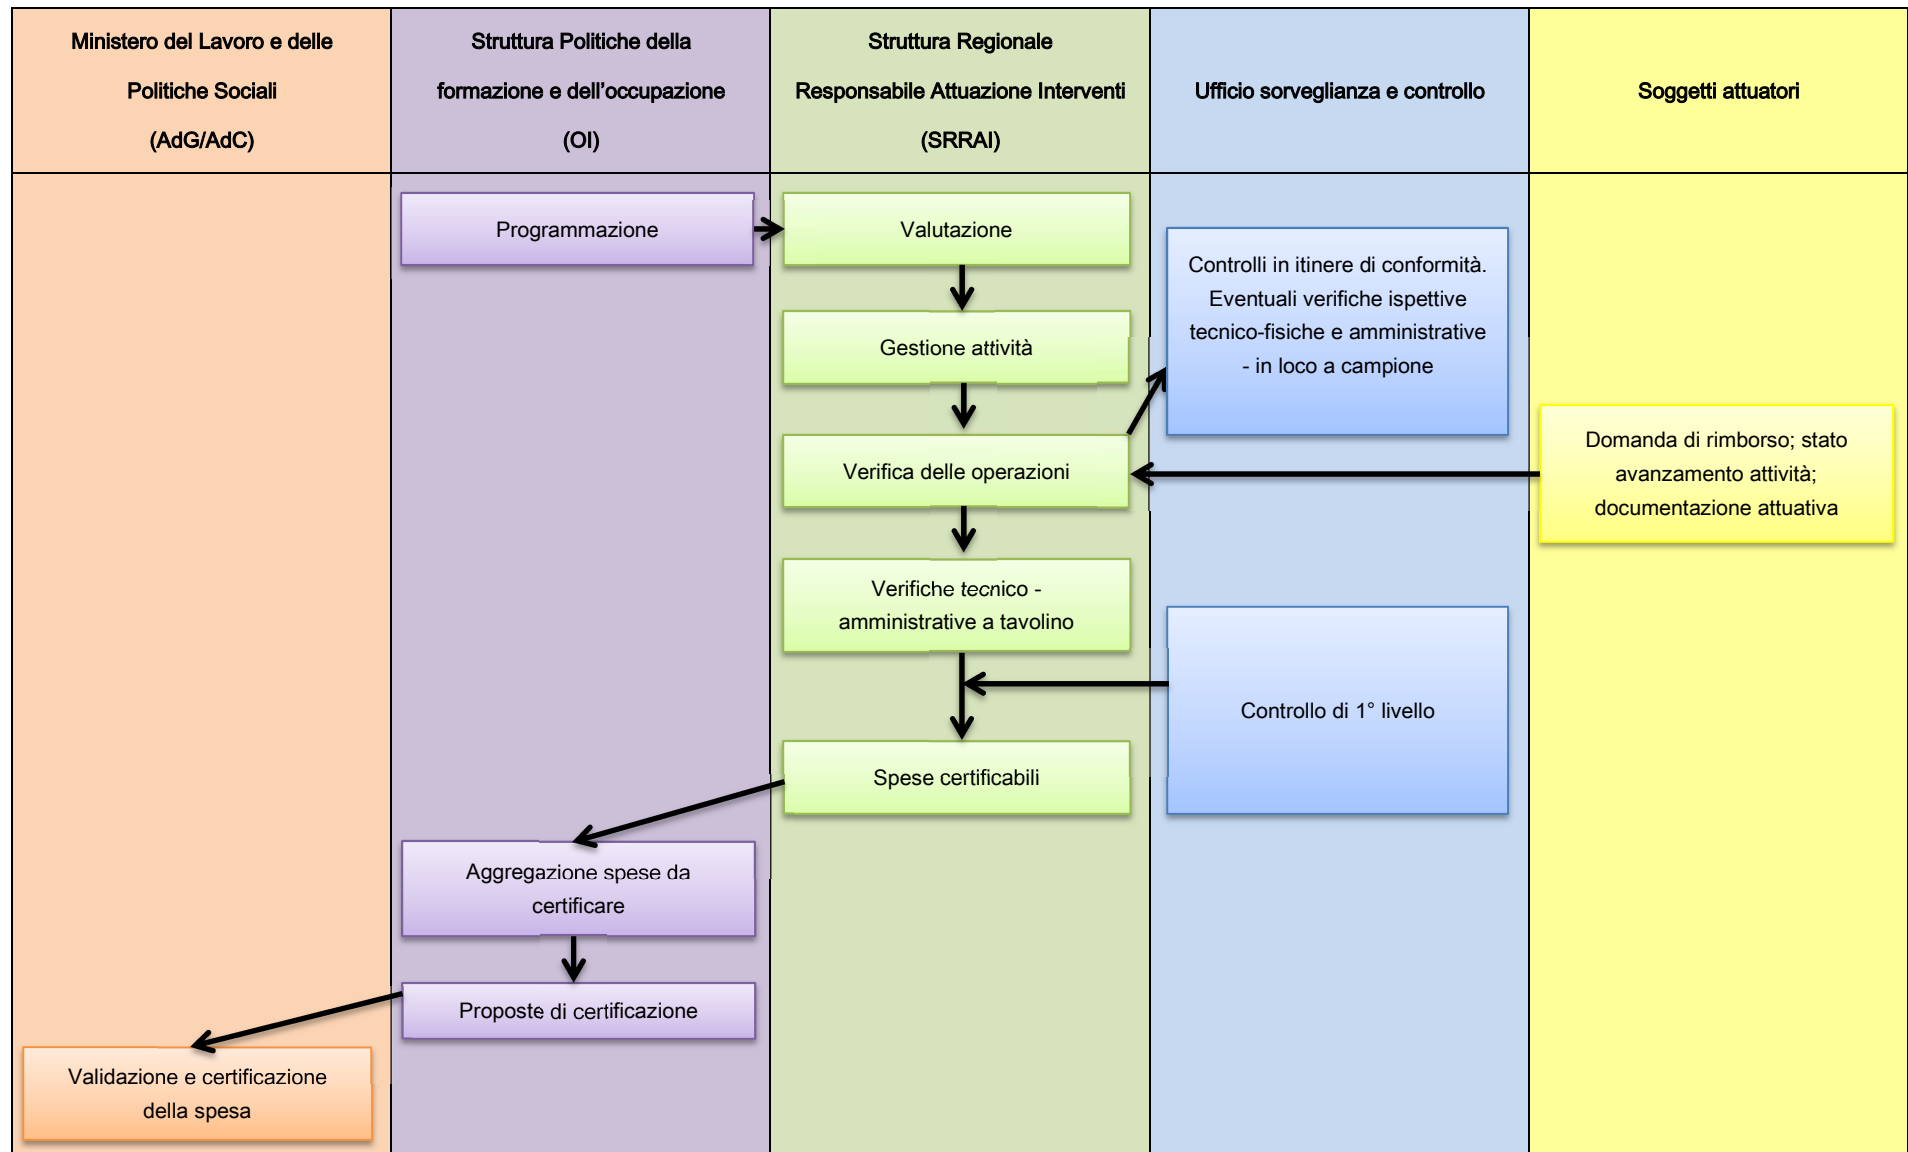 Ministero del Lavoro e delle
Politiche Sociali
(AdG/AdC)
Struttura Politiche della
formazione e dell'occupazione
(OI)
Struttura Regionale
Responsabile Attuazione Interventi
(SRRAI)
Ufficio sorveglianza e controllo
Soggetti attuatori
Programmazione
Valutazione
Controlli in itinere di conformità.
Eventuali verifiche ispettive
tecnico-fisiche e amministrative
- in loco a campione
Gestione attività
Domanda di rimborso; stato
avanzamento attività;
documentazione attuativa
Verifica delle operazioni
Verifiche tecnico -
amministrative a tavolino
Controllo di 1° livello
Spese certificabili
Aggregazione spese da
certificare
Proposte di certificazione
Validazione e certificazione
della spesa